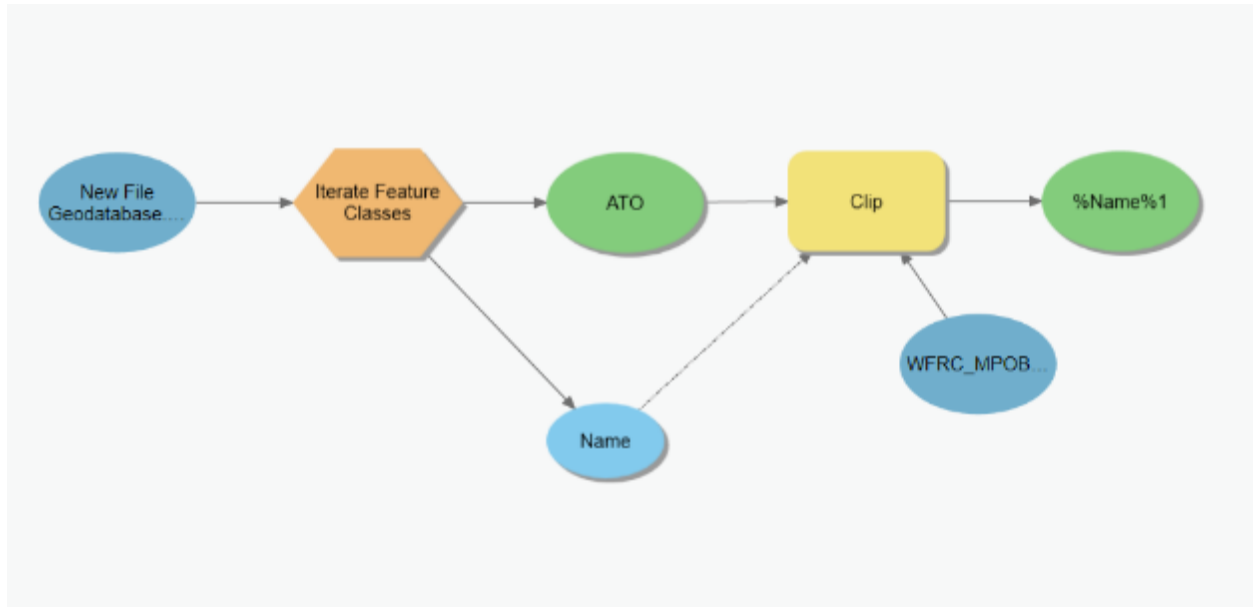 New File
Geodatabase....
Iterate Feature
Classes
ATO
Clip
%Name%1
WFRC_MPOB...
Name